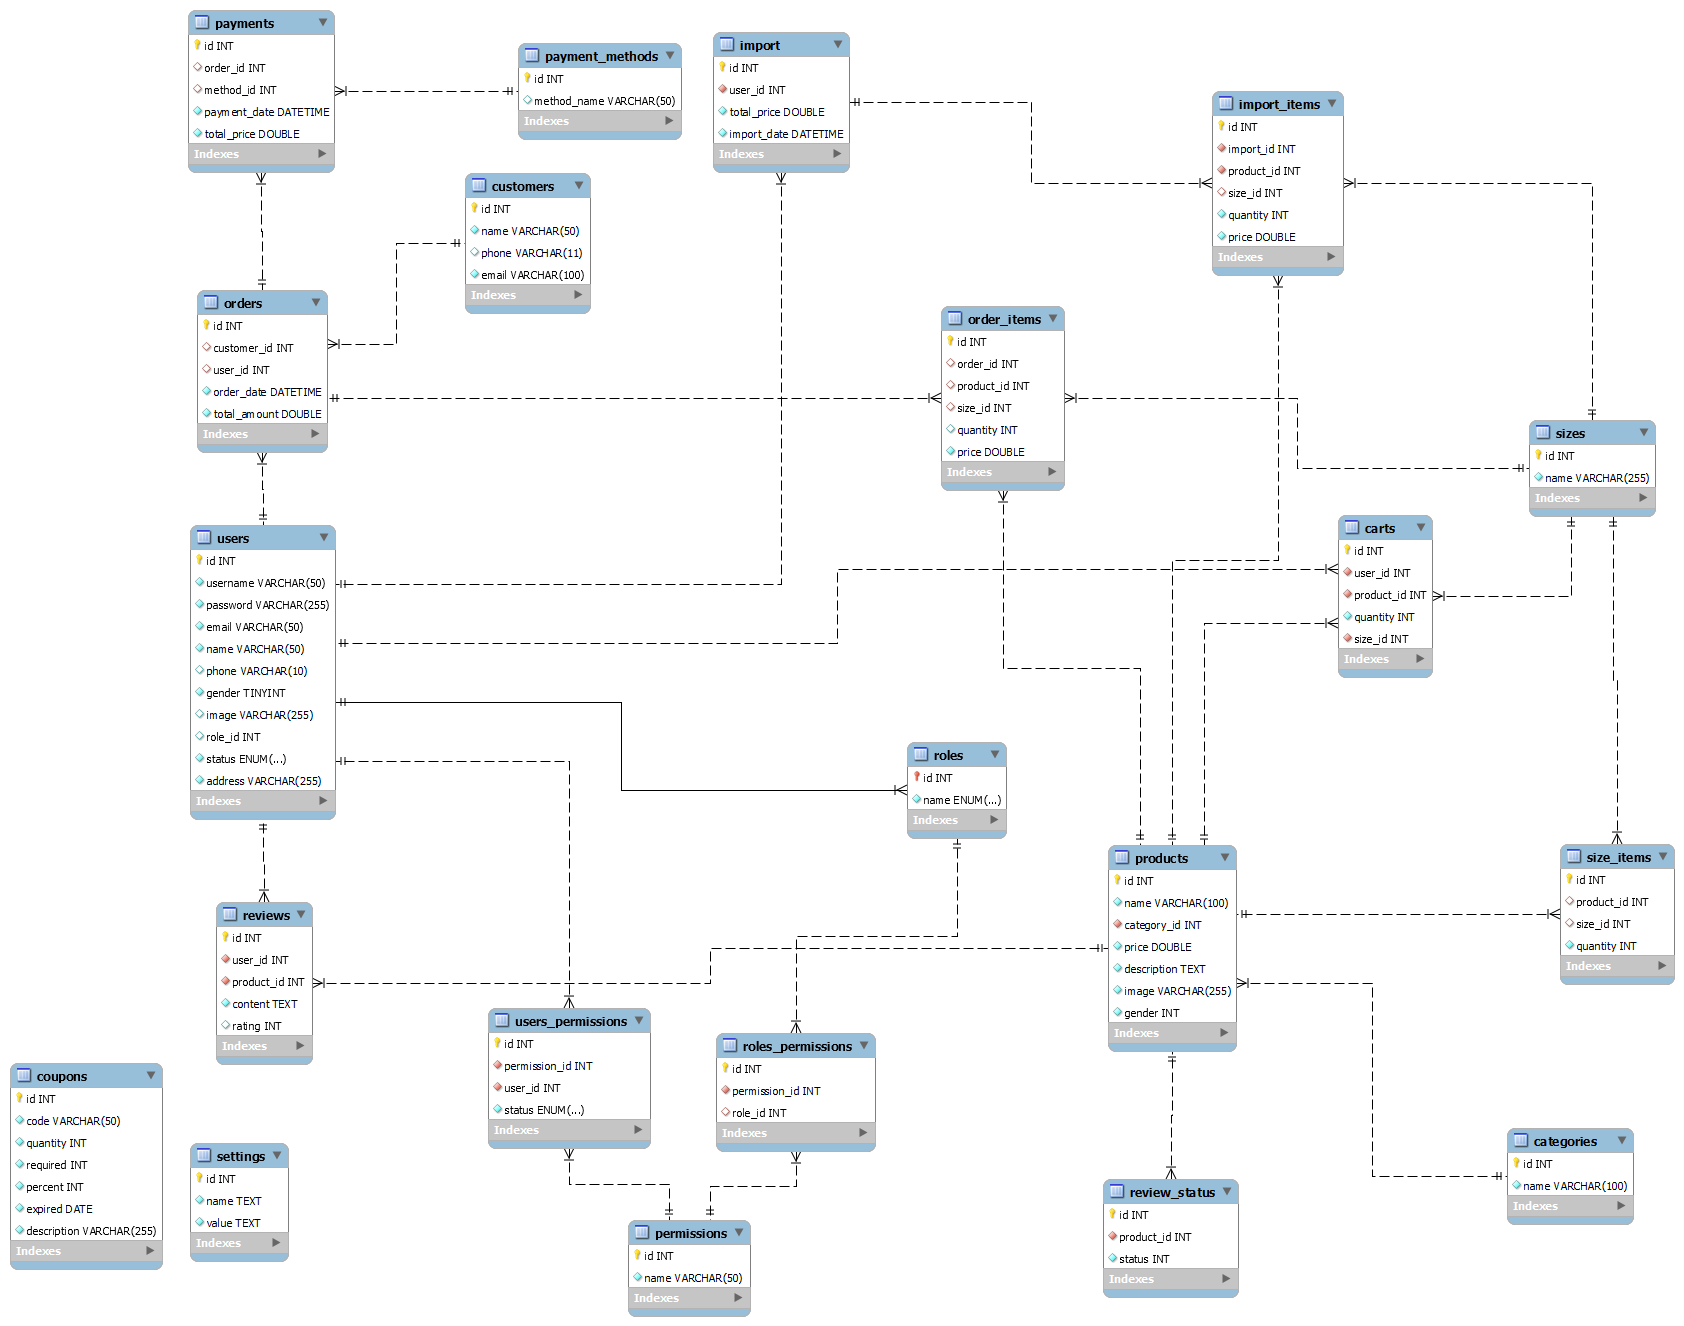 payments
id INT
order_id INT
method_id INT
payment_date DATETIME
total_price DOUBLE
Indexes
payment_methods
id INT
method_name VARCHAR(50)
Indexes
import
id INT
user_id INT
total_price DOUBLE
import_date DATETIME
Indexes
import_items
id INT
import_id INT
product_id INT
size_id INT
quantity INT
price DOUBLE
Indexes
customers
id INT
name VARCHAR(50)
phone VARCHAR(11)
email VARCHAR(100)
Indexes
orders
id INT
customer_id INT
user_id INT
order_date DATETIME
total_amount DOUBLE
Indexes
order_items
id INT
order_id INT
product_id INT
size_id INT
quantity INT
price DOUBLE
Indexes
sizes
id INT
name VARCHAR(255)
Indexes
carts
id INT
user_id INT
product_id INT
quantity INT
size_id INT
Indexes
users
id INT
username VARCHAR(50)
password VARCHAR(255)
email VARCHAR(50)
name VARCHAR(50)
phone VARCHAR(10)
gender TINYINT
image VARCHAR(255)
role_id INT
status ENUM(...)
address VARCHAR(255)
Indexes
roles
id INT
name ENUM(...)
Indexes
products
id INT
name VARCHAR(100)
category_id INT
price DOUBLE
description TEXT
image VARCHAR(255)
gender INT
Indexes
size_items
id INT
product_id INT
size_id INT
quantity INT
Indexes
reviews
id INT
user_id INT
product_id INT
content TEXT
rating INT
Indexes
users_permissions
id INT
permission_id INT
user_id INT
status ENUM(...)
Indexes
roles_permissions
id INT
permission_id INT
role_id INT
Indexes
coupons
id INT
code VARCHAR(50)
quantity INT
required INT
percent INT
expired DATE
description VARCHAR(255)
Indexes
settings
id INT
name TEXT
value TEXT
Indexes
permissions
id INT
name VARCHAR(50)
Indexes
review_status
id INT
product_id INT
status INT
Indexes
categories
id INT
name VARCHAR(100)
Indexes